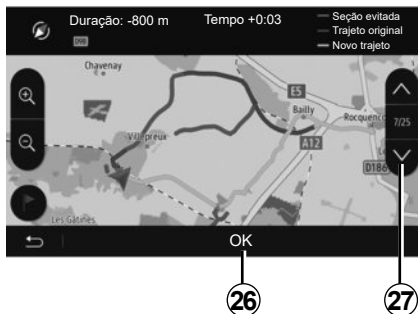 Duração: -800 m
Tempo +0:03
Seção evitada
Trajeto original
Novo trajeto
D98
Chavenay
E5
Bailly
Rocquenc
7/25
Villepreux
A12
D186
Les Gâtines
OK
26
27